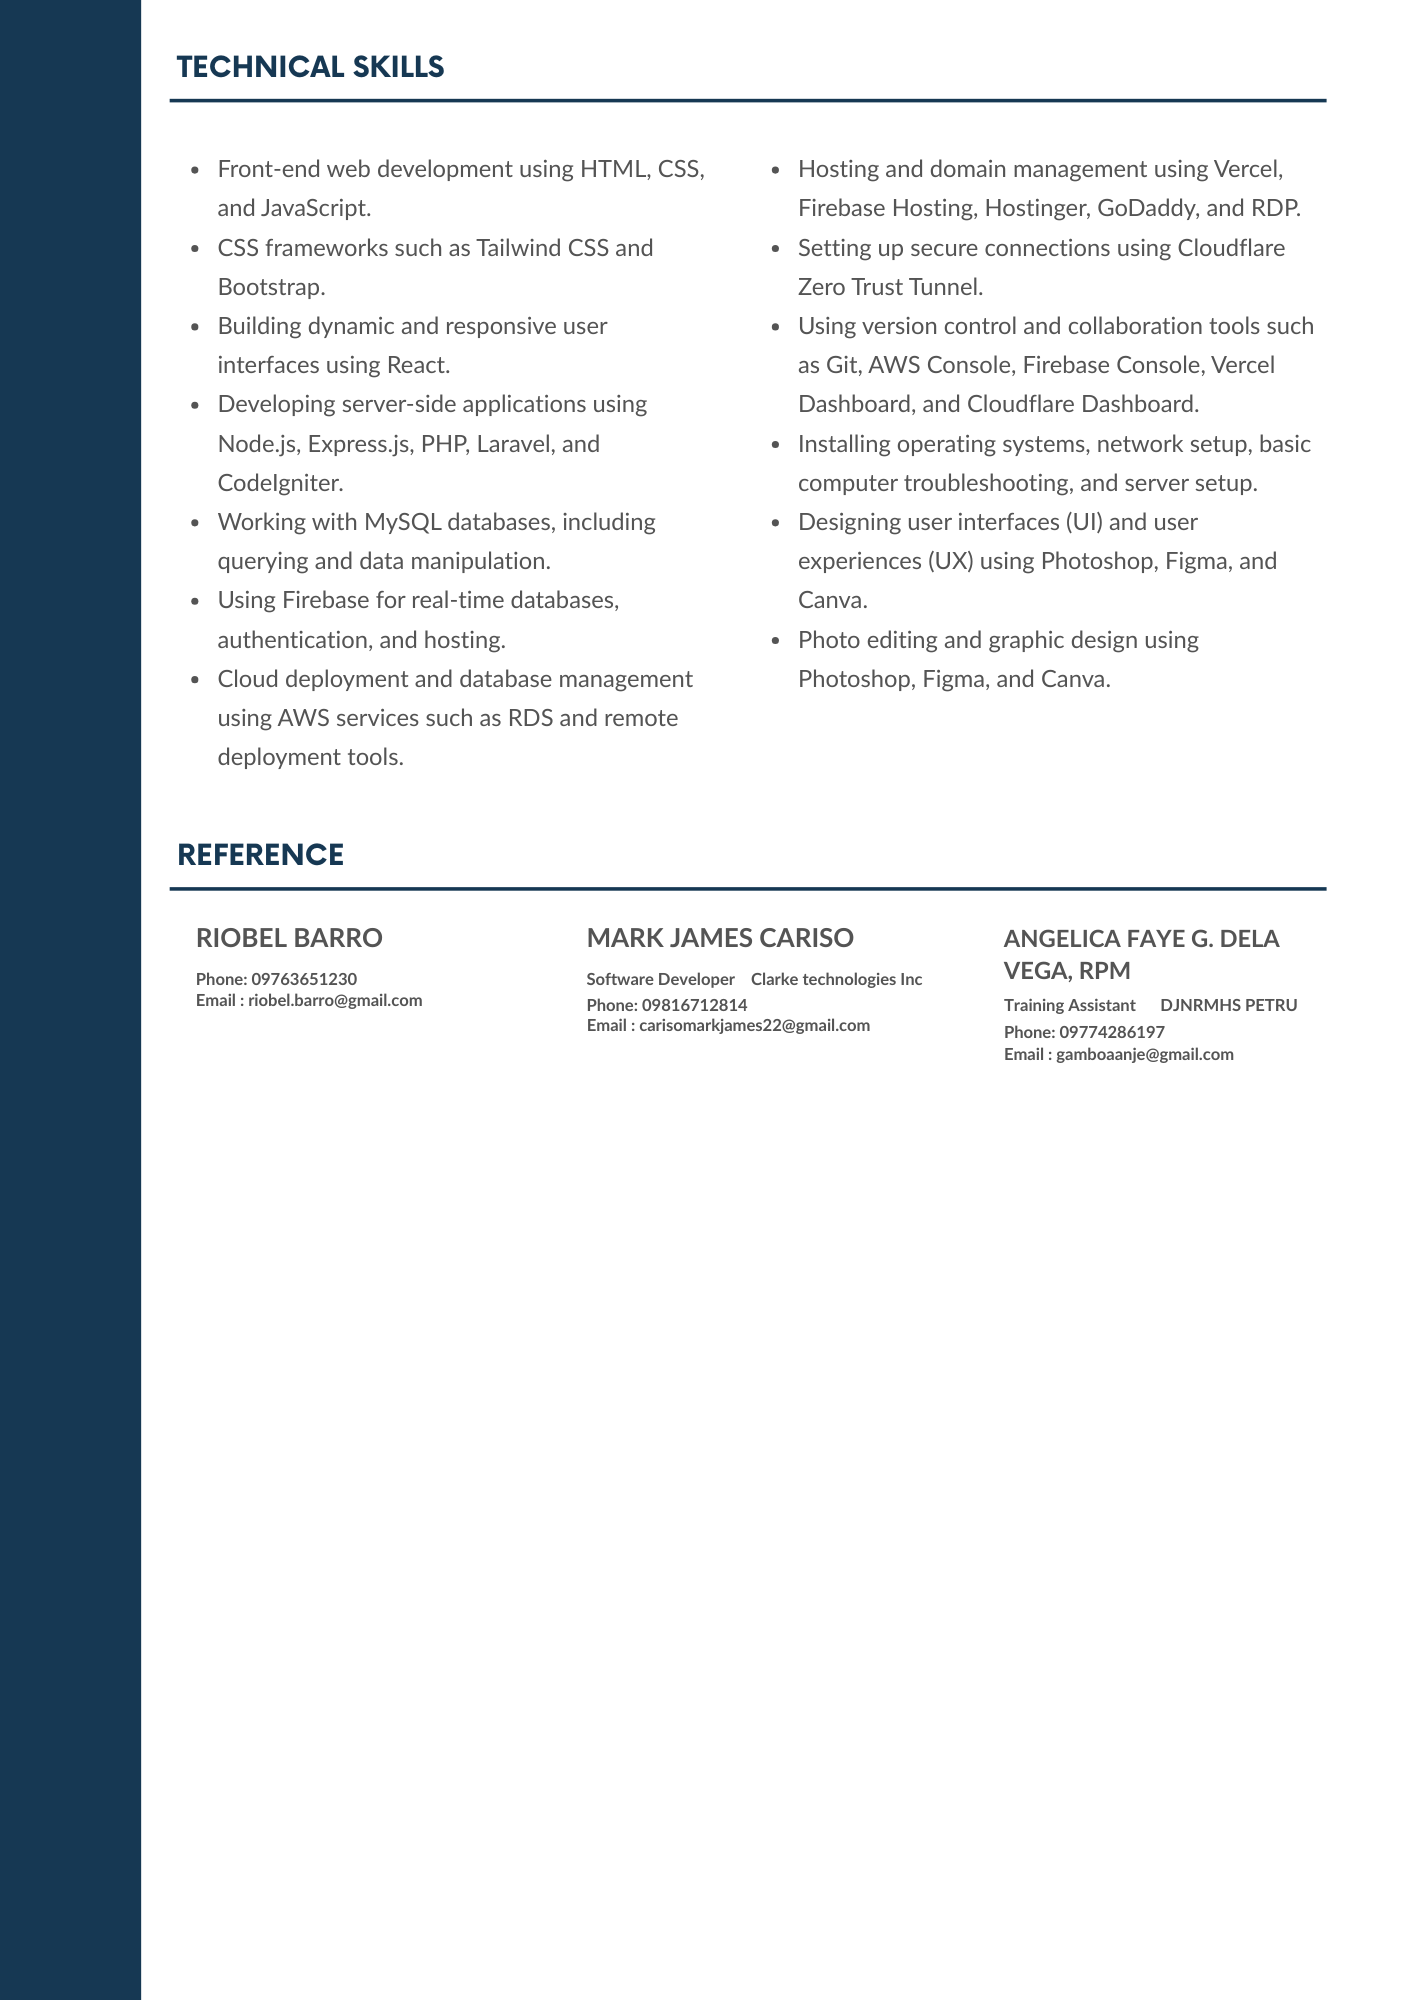 TECHNICAL SKILLS
• Front-end web development using HTML, CSS,
and JavaScript.
• CSS frameworks such as Tailwind CSS and
Bootstrap.
• Building dynamic and responsive user
interfaces using React.
• Developing server-side applications using
Node.js, Express.js, PHP, Laravel, and
CodeIgniter.
• Working with MySQL databases, including
querying and data manipulation.
• Using Firebase for real-time databases,
authentication, and hosting.
• Cloud deployment and database management
using AWS services such as RDS and remote
deployment tools.
• Hosting and domain management using Vercel,
Firebase Hosting, Hostinger, GoDaddy, and RDP.
• Setting up secure connections using Cloudflare
Zero Trust Tunnel.
• Using version control and collaboration tools such
as Git, AWS Console, Firebase Console, Vercel
Dashboard, and Cloudflare Dashboard.
• Installing operating systems, network setup, basic
computer troubleshooting, and server setup.
• Designing user interfaces (UI) and user
experiences (UX) using Photoshop, Figma, and
Canva.
• Photo editing and graphic design using
Photoshop, Figma, and Canva.
REFERENCE
RIOBEL BARRO
Phone: 09763651230
Email : riobel.barro@gmail.com
MARK JAMES CARISO
Software Developer Clarke technologies Inc
Phone: 09816712814
Email : carisomarkjames22@gmail.com
ANGELICA FAYE G. DELA
VEGA, RPM
Training Assistant DJNRMHS PETRU
Phone: 09774286197
Email : gamboaanje@gmail.com